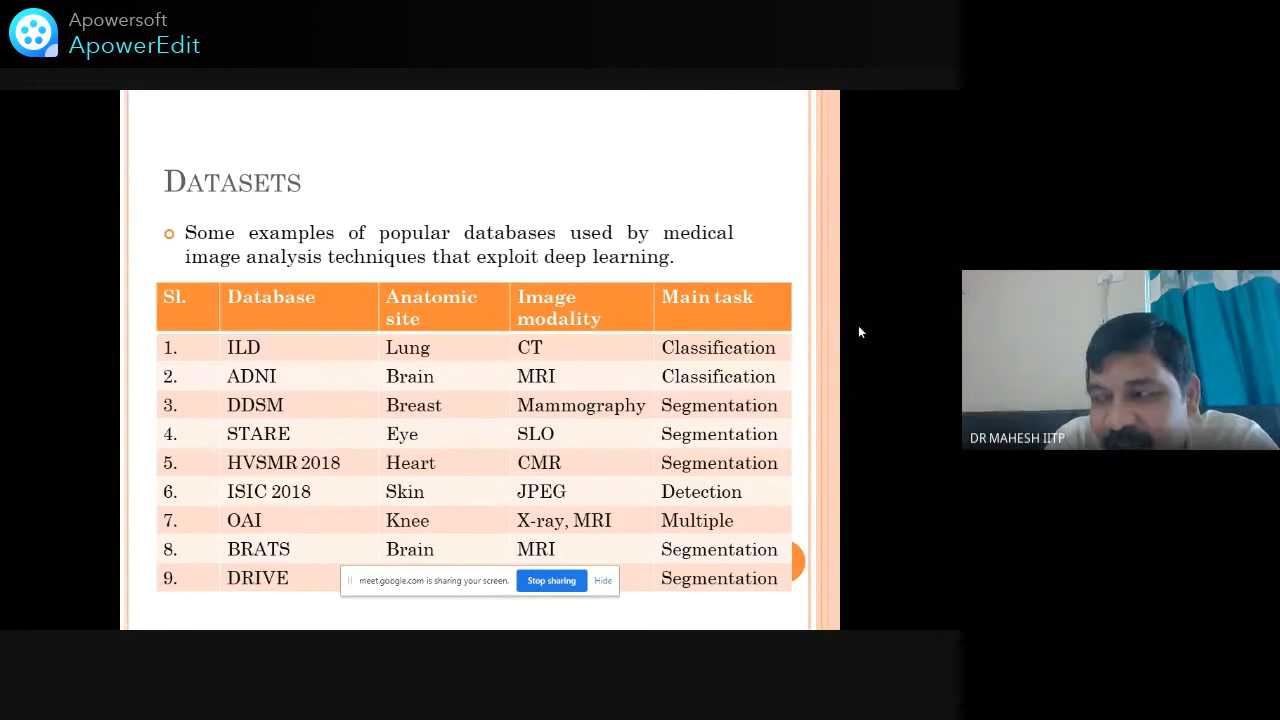 Apowersoft
ApowerEdit
DATASETS
Some examples of popular databases used by medical
image analysis techniques that exploit deep learning.
Sl. Database Anatomic site Image modality Main task
1. ILD Lung CT Classification
2. ADNI Brain MRI Classification
3. DDSM Breast Mammography Segmentation
4. STARE Eye SLO Segmentation
5. HVSMR 2018 Heart CMR Segmentation
6. ISIC 2018 Skin JPEG Detection
7. OAI Knee X-ray, MRI Multiple
8. BRATS Brain MRI Segmentation
9. DRIVE Segmentation
meet.google.com is sharing your screen. Stop sharing Hide
DR MAHESH IITP